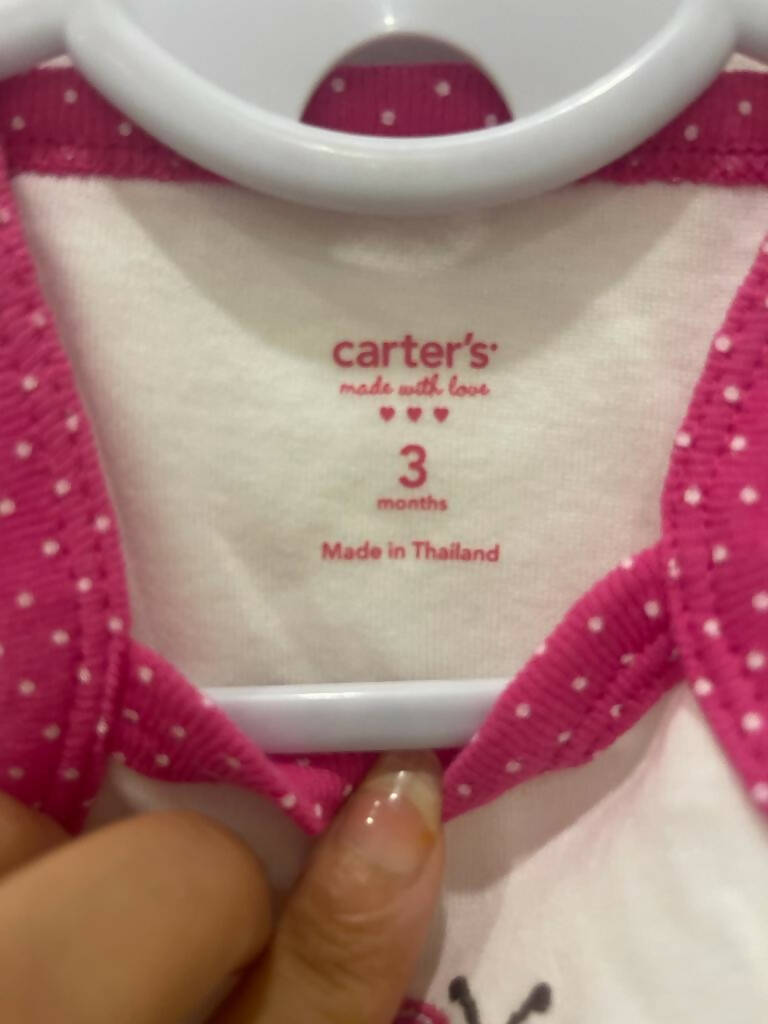 carter's
made with love
3
months
Made in Thailand